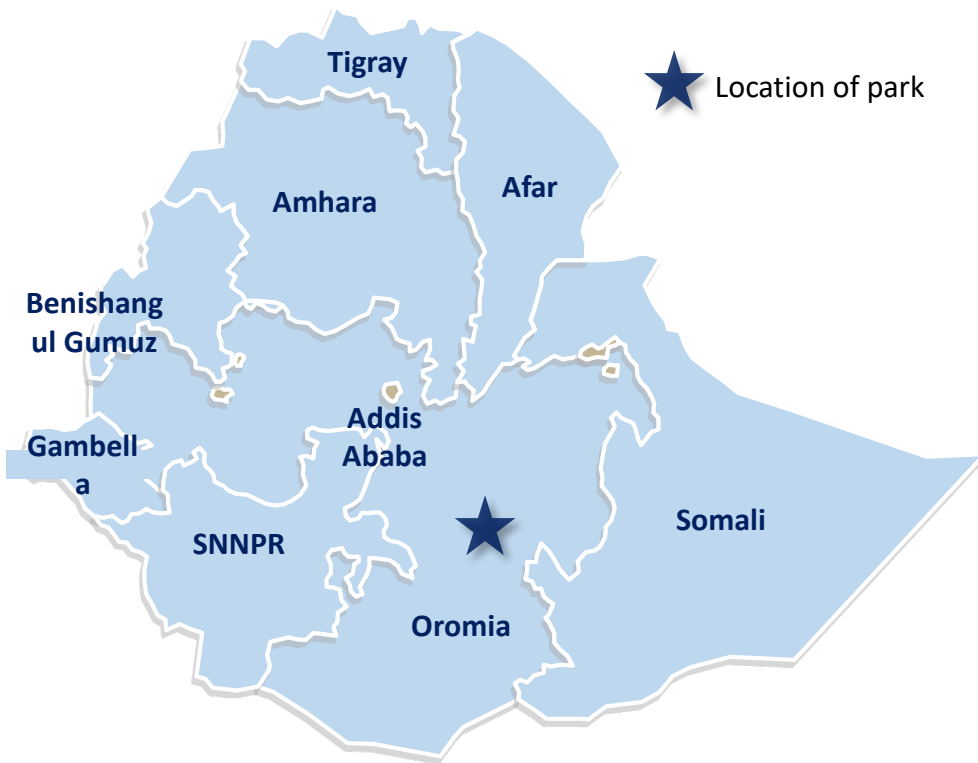 Tigray
Location of park
Afar
Amhara
Benishang
ul Gumuz
Addis
Ababa
Gambell
a
Somali
SNNPR
Oromia